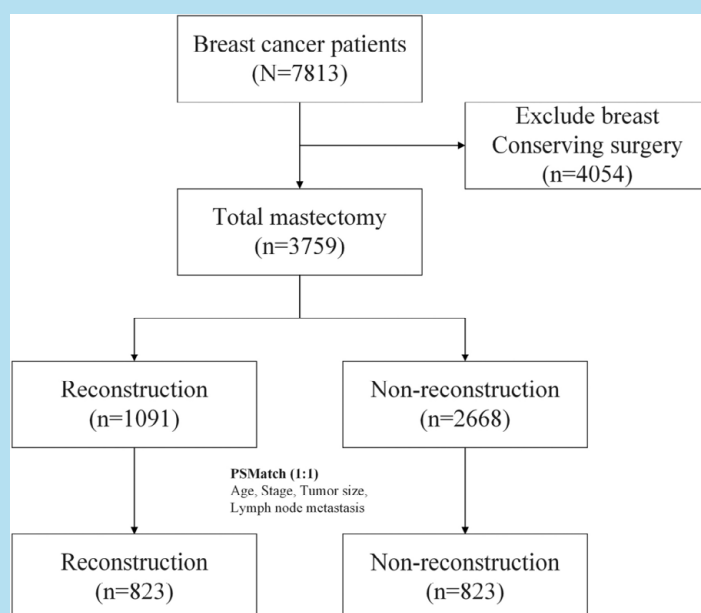 Breast cancer patients
(N=7813)
Exclude breast
Conserving surgery
(n=4054)
Total mastectomy
(n=3759)
Reconstruction
(n=1091)
Non-reconstruction
(n=2668)
PSMatch (1:1)
Age, Stage, Tumor size,
Lymph node metastasis
Reconstruction
(n=823)
Non-reconstruction
(n=823)